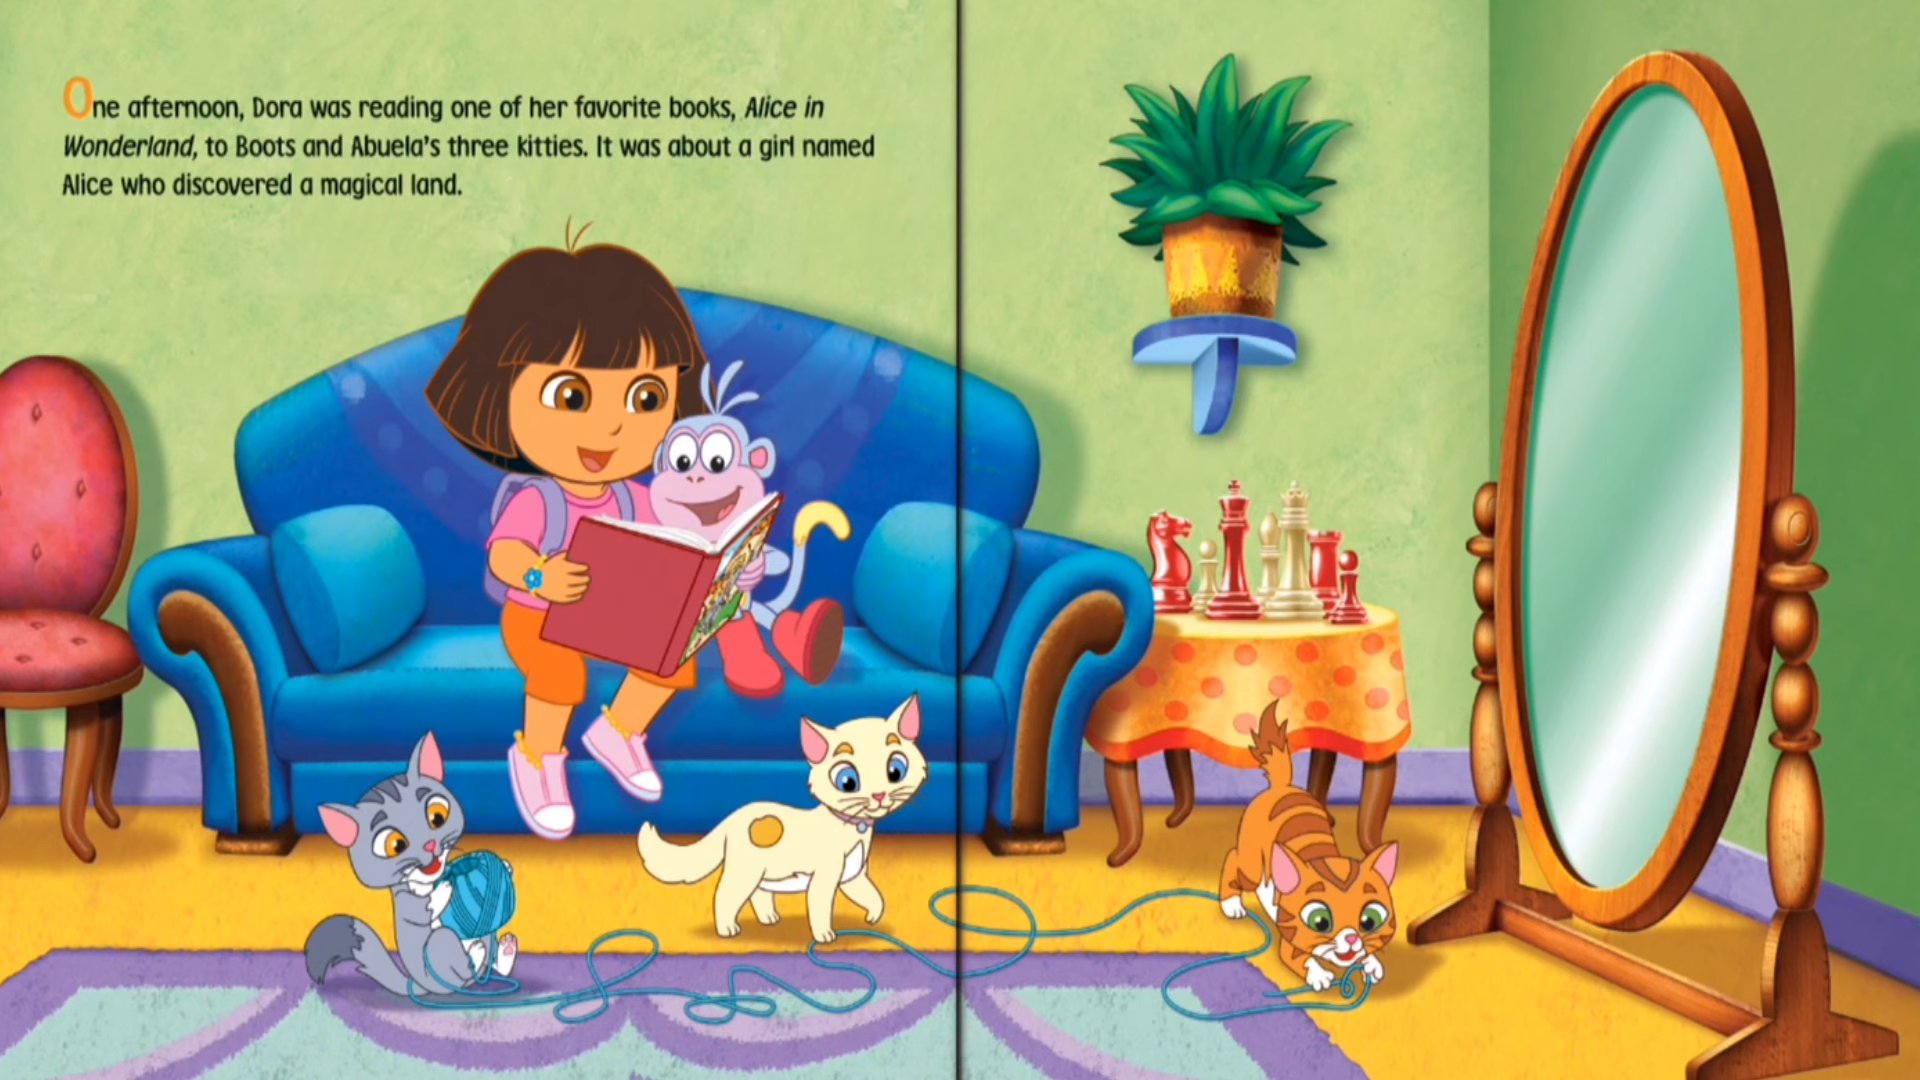 One afternoon, Dora was reading one of her favorite books, Alice in
Wonderland, to Boots and Abuela's three kitties. It was about a girl named
Alice who discovered a magical land.